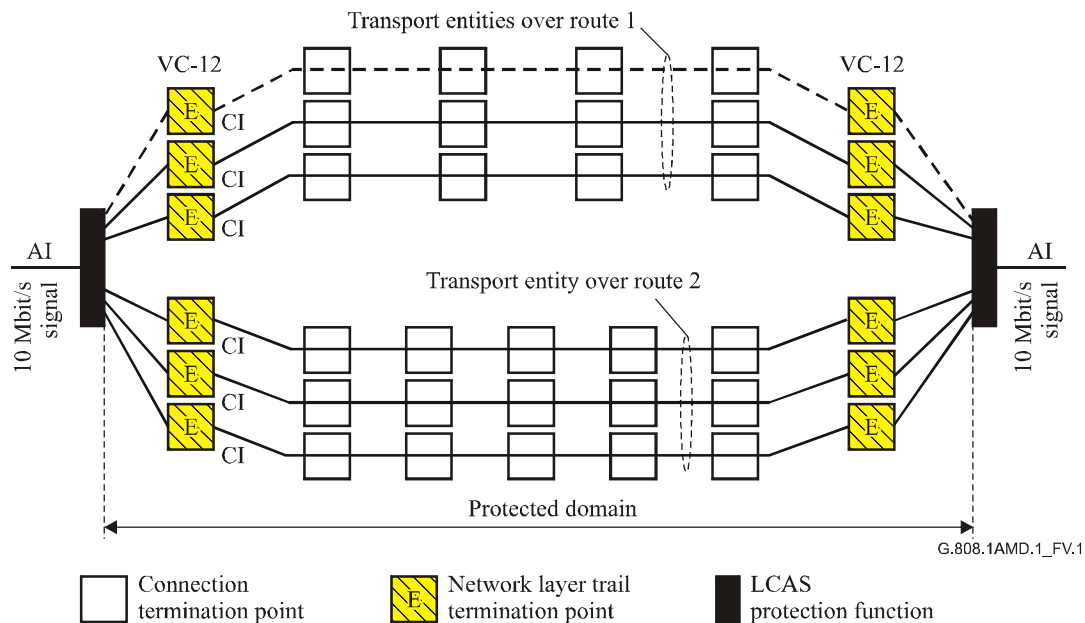 Transport entities over route 1
VC-12
VC-12
E
CI
E
E
CI
E
E
CI
E
AI
10 Mbit/s
signal
AI
10 Mbit/s
signal
Transport entity over route 2
E
CI
E
E
CI
E
E
CI
E
Protected domain
G.808.1AMD.1_FV.1
Connection
termination point
E
Network layer trail
termination point
LCAS
protection function